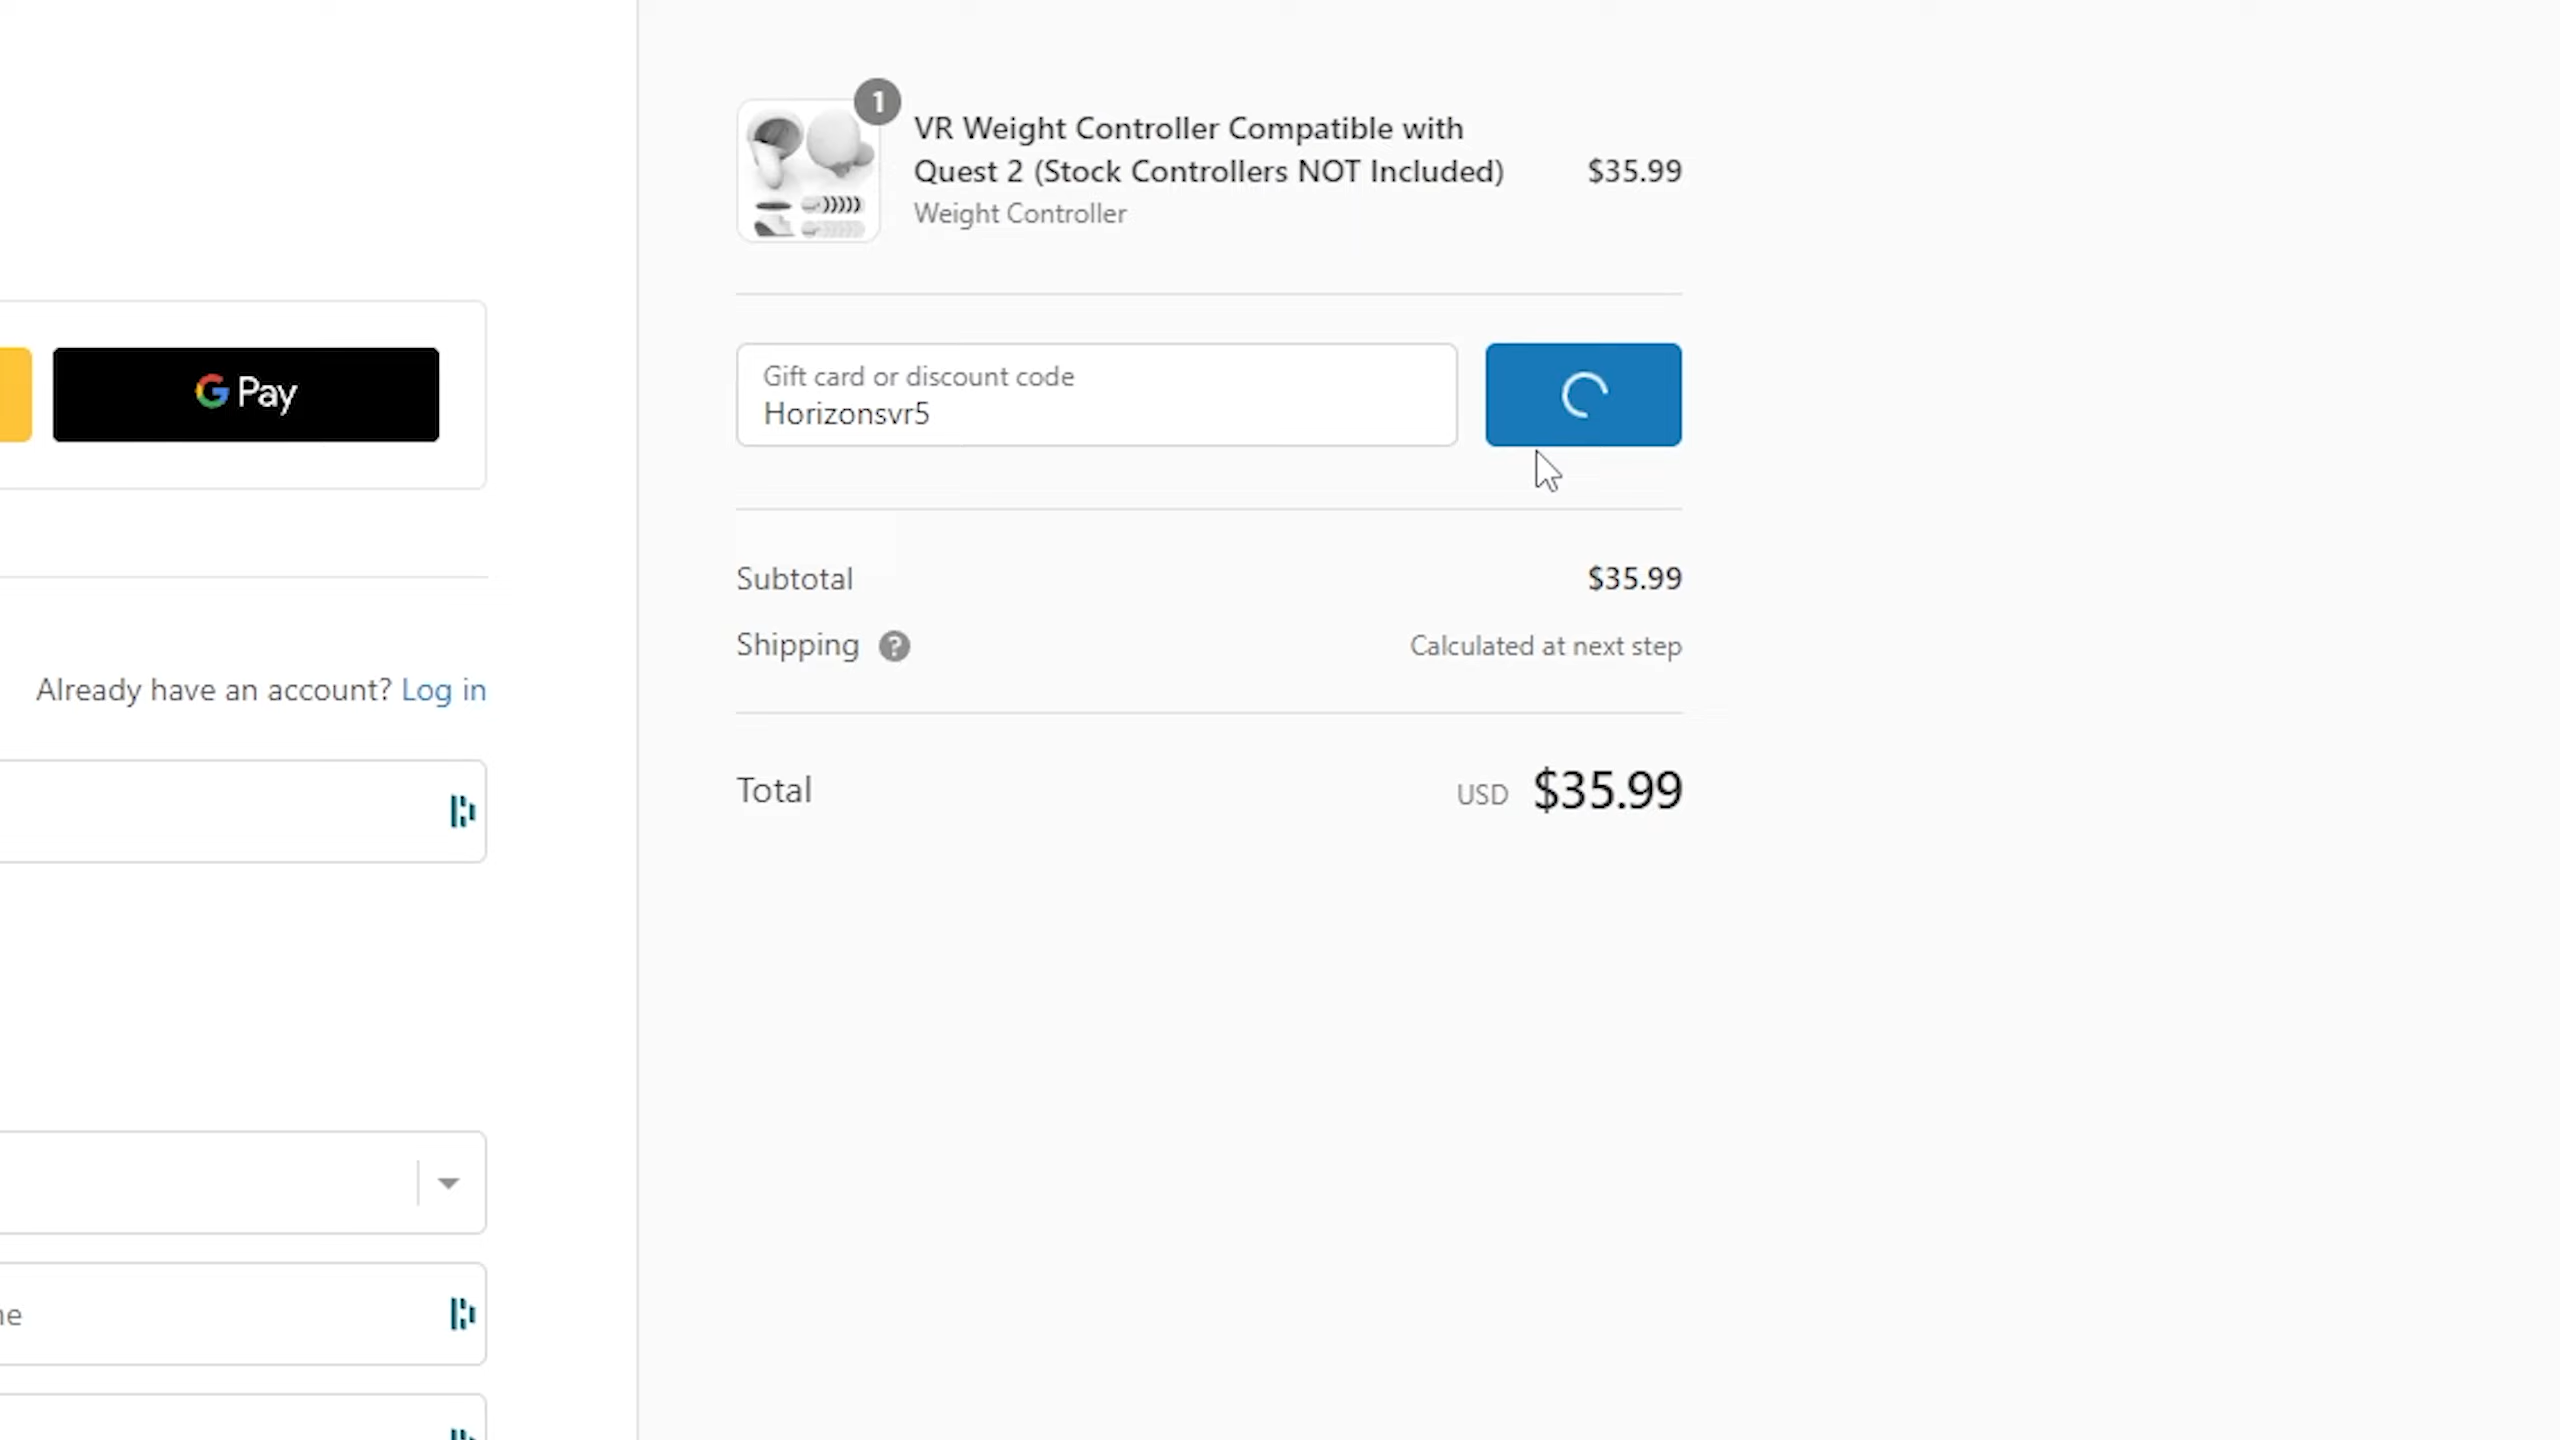 1
VR Weight Controller Compatible with
Quest 2 (Stock Controllers NOT Included)
$35.99
Weight Controller
G Pay
Gift card or discount code
Horizonsvr5
Subtotal
$35.99
Shipping ?
Calculated at next step
Already have an account? Log in
Total
USD $35.99